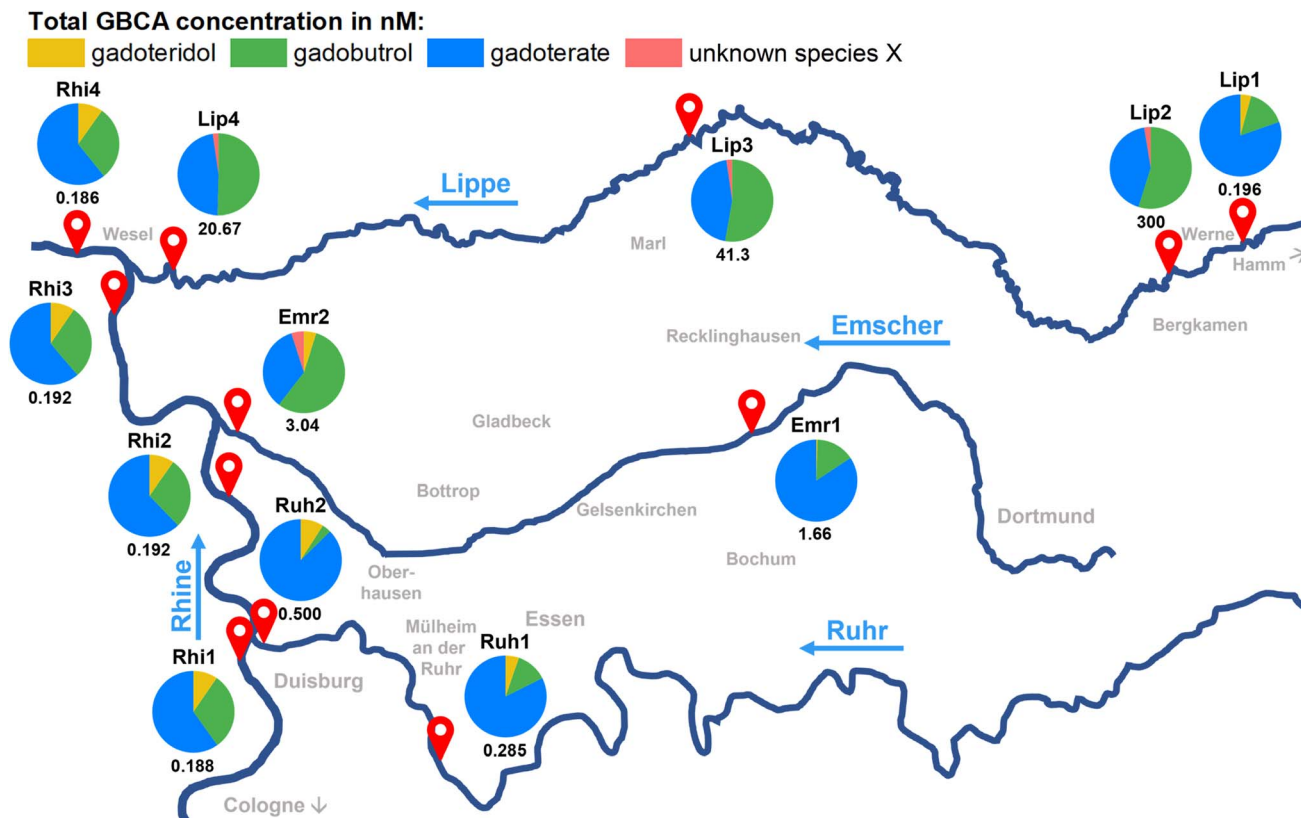 Total GBCA concentration in nM:
gadoteridol gadobutrol gadoterate unknown species X
Rhi4
0.186
Lip4
20.67
Lippe
Lip3
41.3
Lip2
300
Lip1
0.196
Wesel
Marl
Werne
Hamm →
Bergkamen
Rhi3
0.192
Emr2
3.04
Recklinghausen
Emscher
Gladbeck
Rhi2
0.192
Emr1
1.66
Bottrop
Gelsenkirchen
Dortmund
Bochum
Ruh2
0.500
Ober-
hausen
Rhine
Mülheim
an der
Ruhr
Essen
Ruh1
0.285
Ruhr
Rhi1
0.188
Duisburg
Cologne ↓